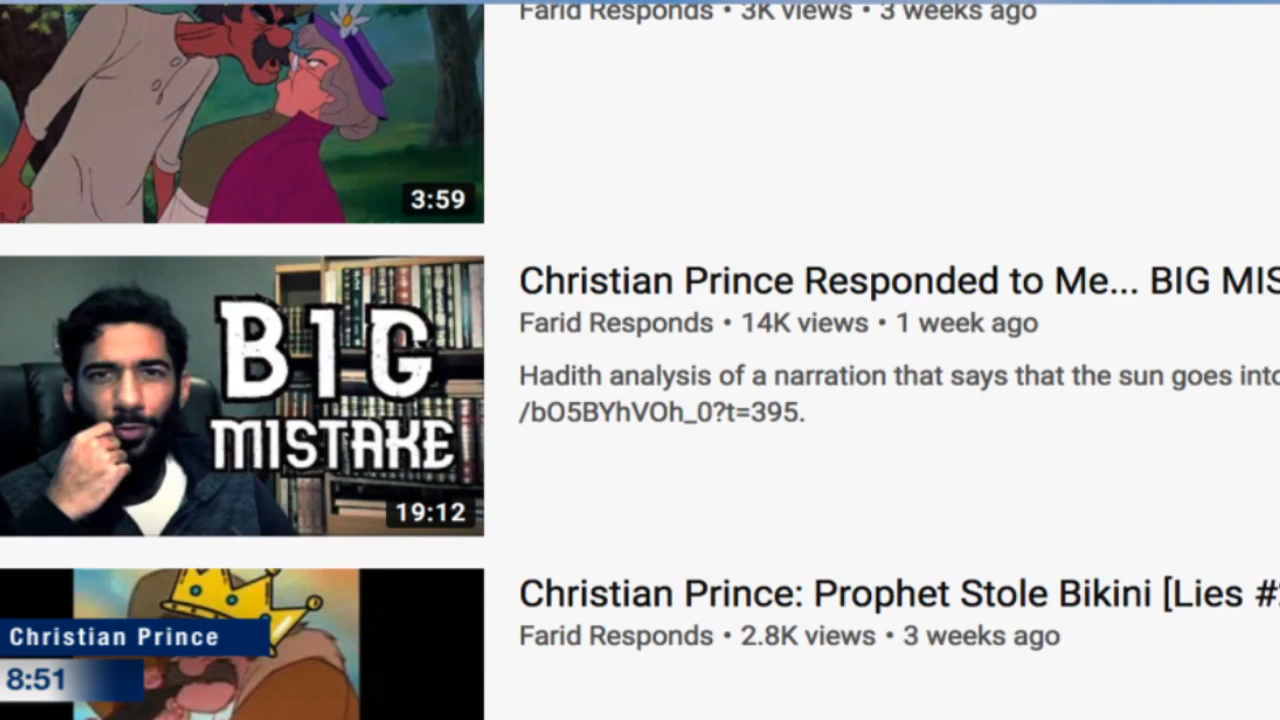 Farid Responds • 3K views • 3 weeks ago
3:59
BIG
MISTAKE
19:12
Christian Prince Responded to Me... BIG MIS
Farid Responds • 14K views • 1 week ago
Hadith analysis of a narration that says that the sun goes into
/bO5BYhVOh_0?t=395.
Christian Prince
8:51
Christian Prince: Prophet Stole Bikini [Lies #
Farid Responds • 2.8K views • 3 weeks ago